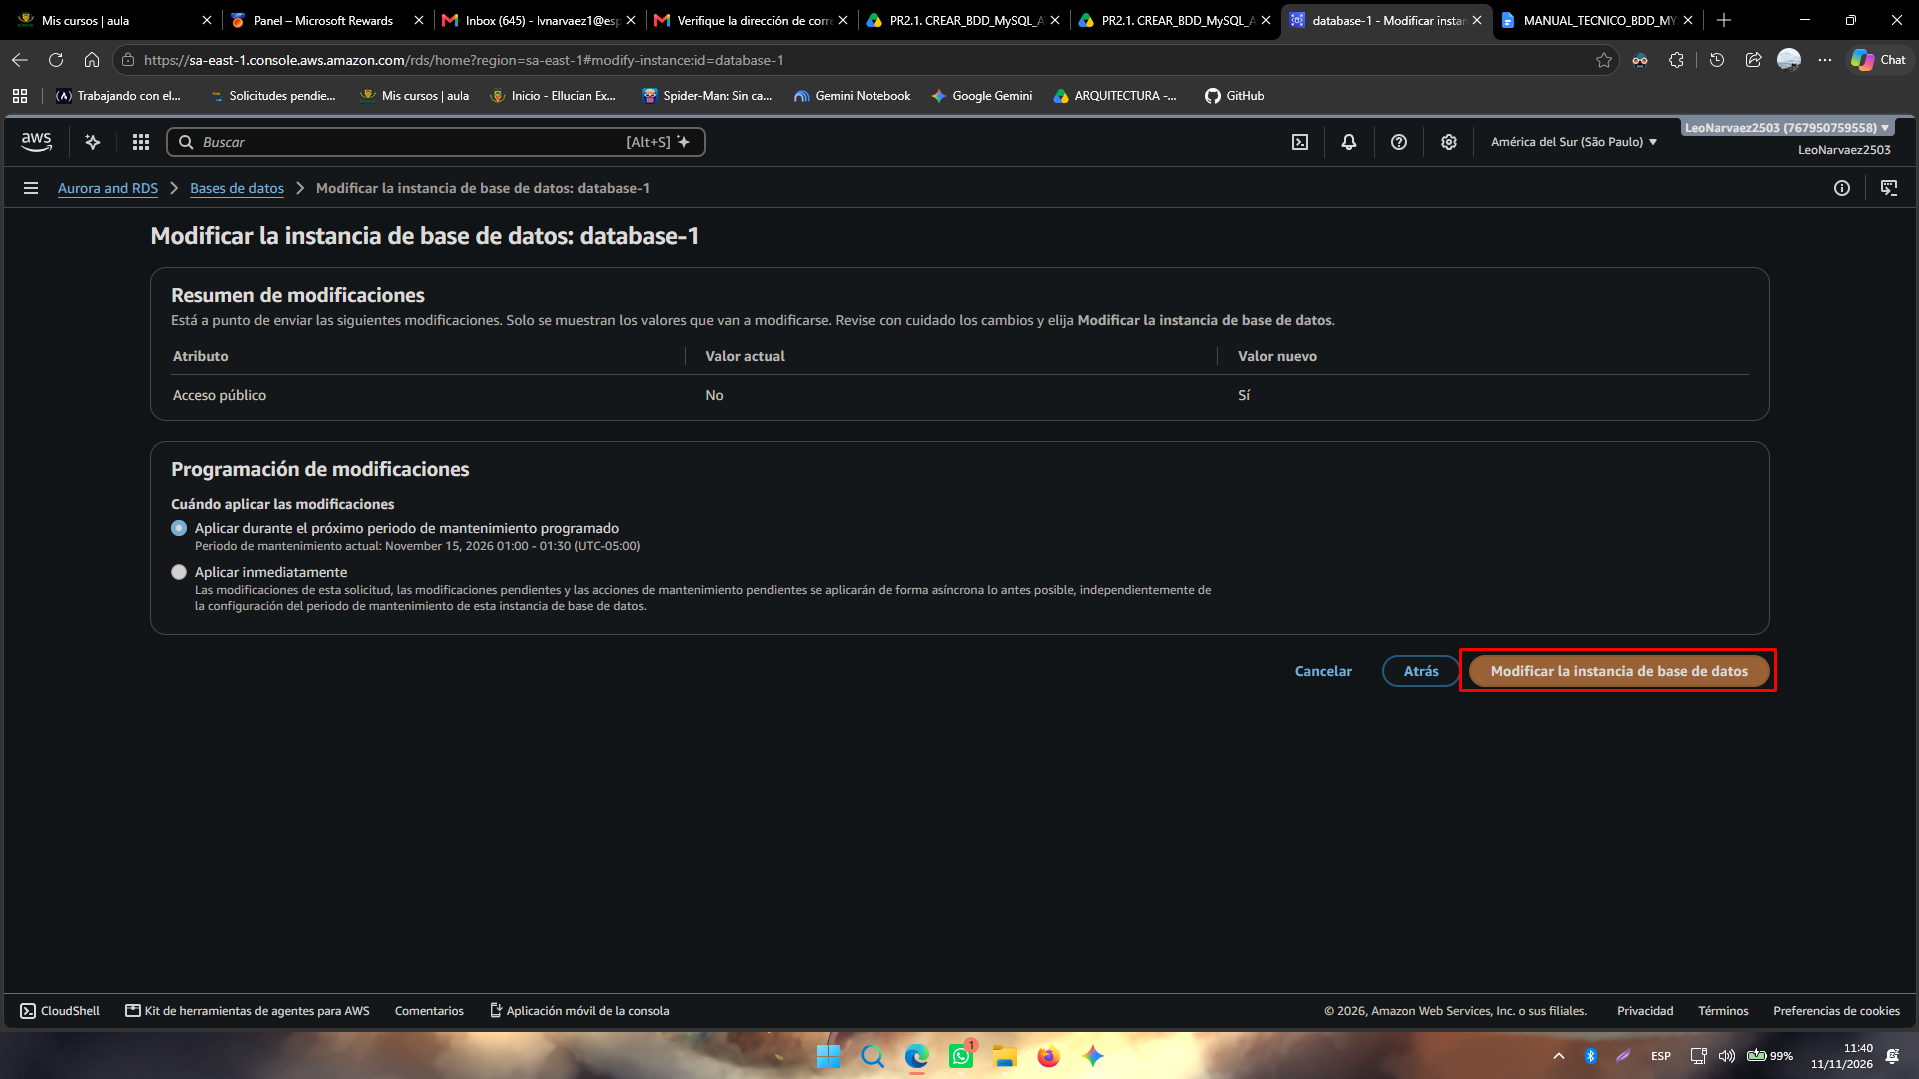 Mis cursos | aula
Panel – Microsoft Rewards
Inbox (645) - lvnarvaez1@esp
Verifique la dirección de corre
PR2.1. CREAR_BDD_MySQL_A
PR2.1. CREAR_BDD_MySQL_A
database-1 - Modificar instan
MANUAL_TECNICO_BDD_MY
https://sa-east-1.console.aws.amazon.com/rds/home?region=sa-east-1#modify-instance:id=database-1
Chat
Trabajando con el...
Solicitudes pendie...
Mis cursos | aula
Inicio - Ellucian Ex...
Spider-Man: Sin ca...
Gemini Notebook
Google Gemini
ARQUITECTURA -...
GitHub
aws
Buscar
[Alt+S]
América del Sur (São Paulo)
LeoNarvaez2503 (767950759558)
LeoNarvaez2503
Aurora and RDS
Bases de datos
Modificar la instancia de base de datos: database-1
Modificar la instancia de base de datos: database-1
Resumen de modificaciones
Está a punto de enviar las siguientes modificaciones. Solo se muestran los valores que van a modificarse. Revise con cuidado los cambios y elija Modificar la instancia de base de datos.
Atributo
Valor actual
Valor nuevo
Acceso público
No
Sí
Programación de modificaciones
Cuándo aplicar las modificaciones
Aplicar durante el próximo periodo de mantenimiento programado
Periodo de mantenimiento actual: November 15, 2026 01:00 - 01:30 (UTC-05:00)
Aplicar inmediatamente
Las modificaciones de esta solicitud, las modificaciones pendientes y las acciones de mantenimiento pendientes se aplicarán de forma asíncrona lo antes posible, independientemente de
la configuración del periodo de mantenimiento de esta instancia de base de datos.
Cancelar
Atrás
Modificar la instancia de base de datos
CloudShell
Kit de herramientas de agentes para AWS
Comentarios
Aplicación móvil de la consola
© 2026, Amazon Web Services, Inc. o sus filiales.
Privacidad
Términos
Preferencias de cookies
1
ESP
99%
11:40
11/11/2026